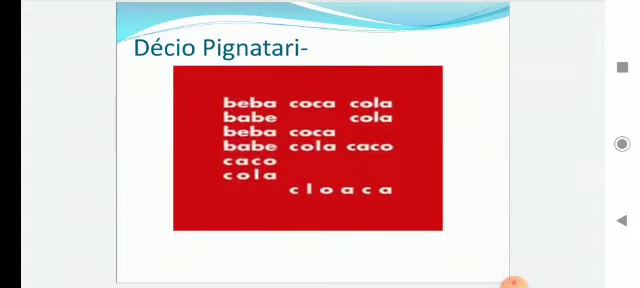 Décio Pignatari-
beba coca cola
babe cola
beba coca
babe cola caco
caco
cola
cloaca